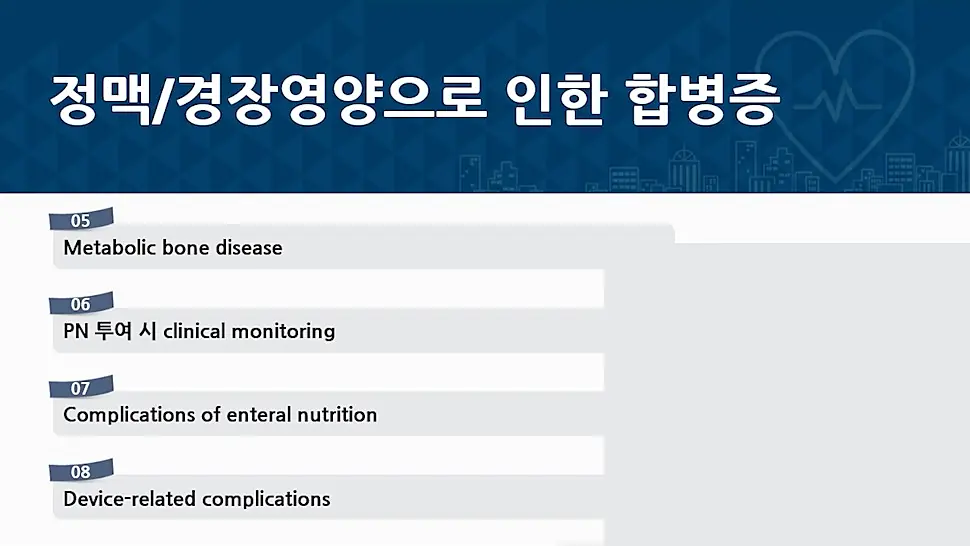 정맥/경장영양으로 인한 합병증
05
Metabolic bone disease
06
PN 투여 시 clinical monitoring
07
Complications of enteral nutrition
08
Device-related complications